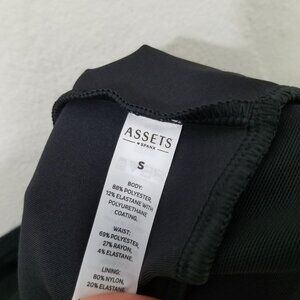 ASSETS
SPANX
S
BODY:
88% POLYESTER,
12% ELASTANE WITH
POLYURETHANE
COATING.
WAIST:
69% POLYESTER,
27% RAYON,
4% ELASTANE.
LINING:
80% NYLON,
20% ELASTANE.